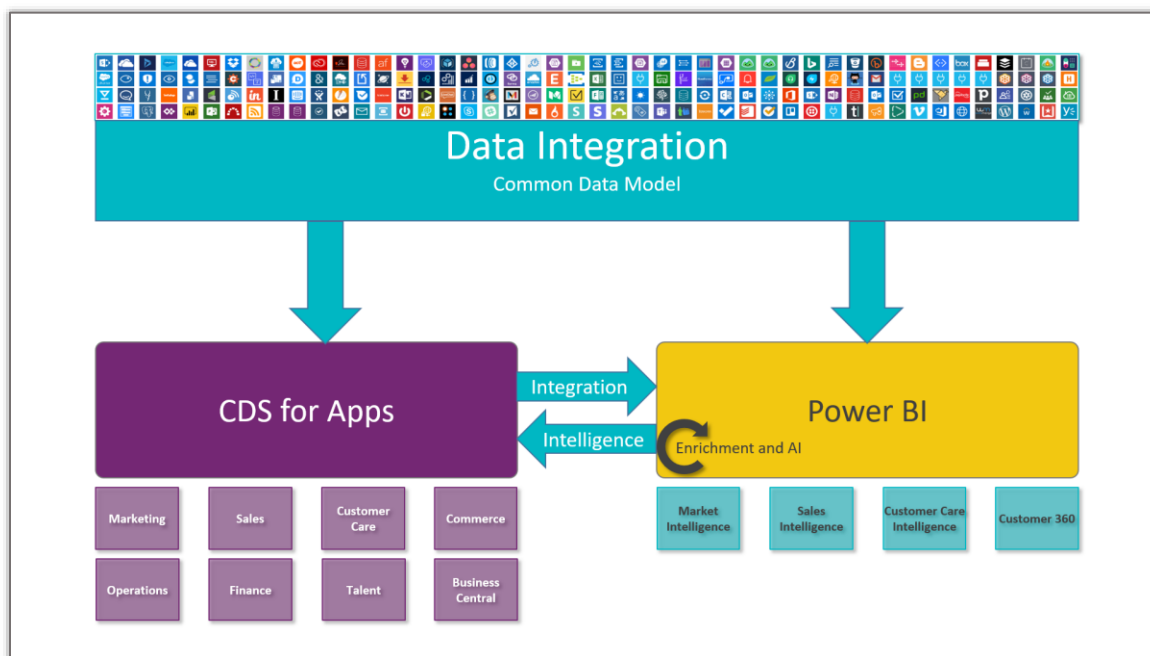 Data Integration
Common Data Model
CDS for Apps
Integration
Intelligence
Power BI
Enrichment and AI
Marketing
Sales
Customer
Care
Commerce
Operations
Finance
Talent
Business
Central
Market
Intelligence
Sales
Intelligence
Customer Care
Intelligence
Customer 360